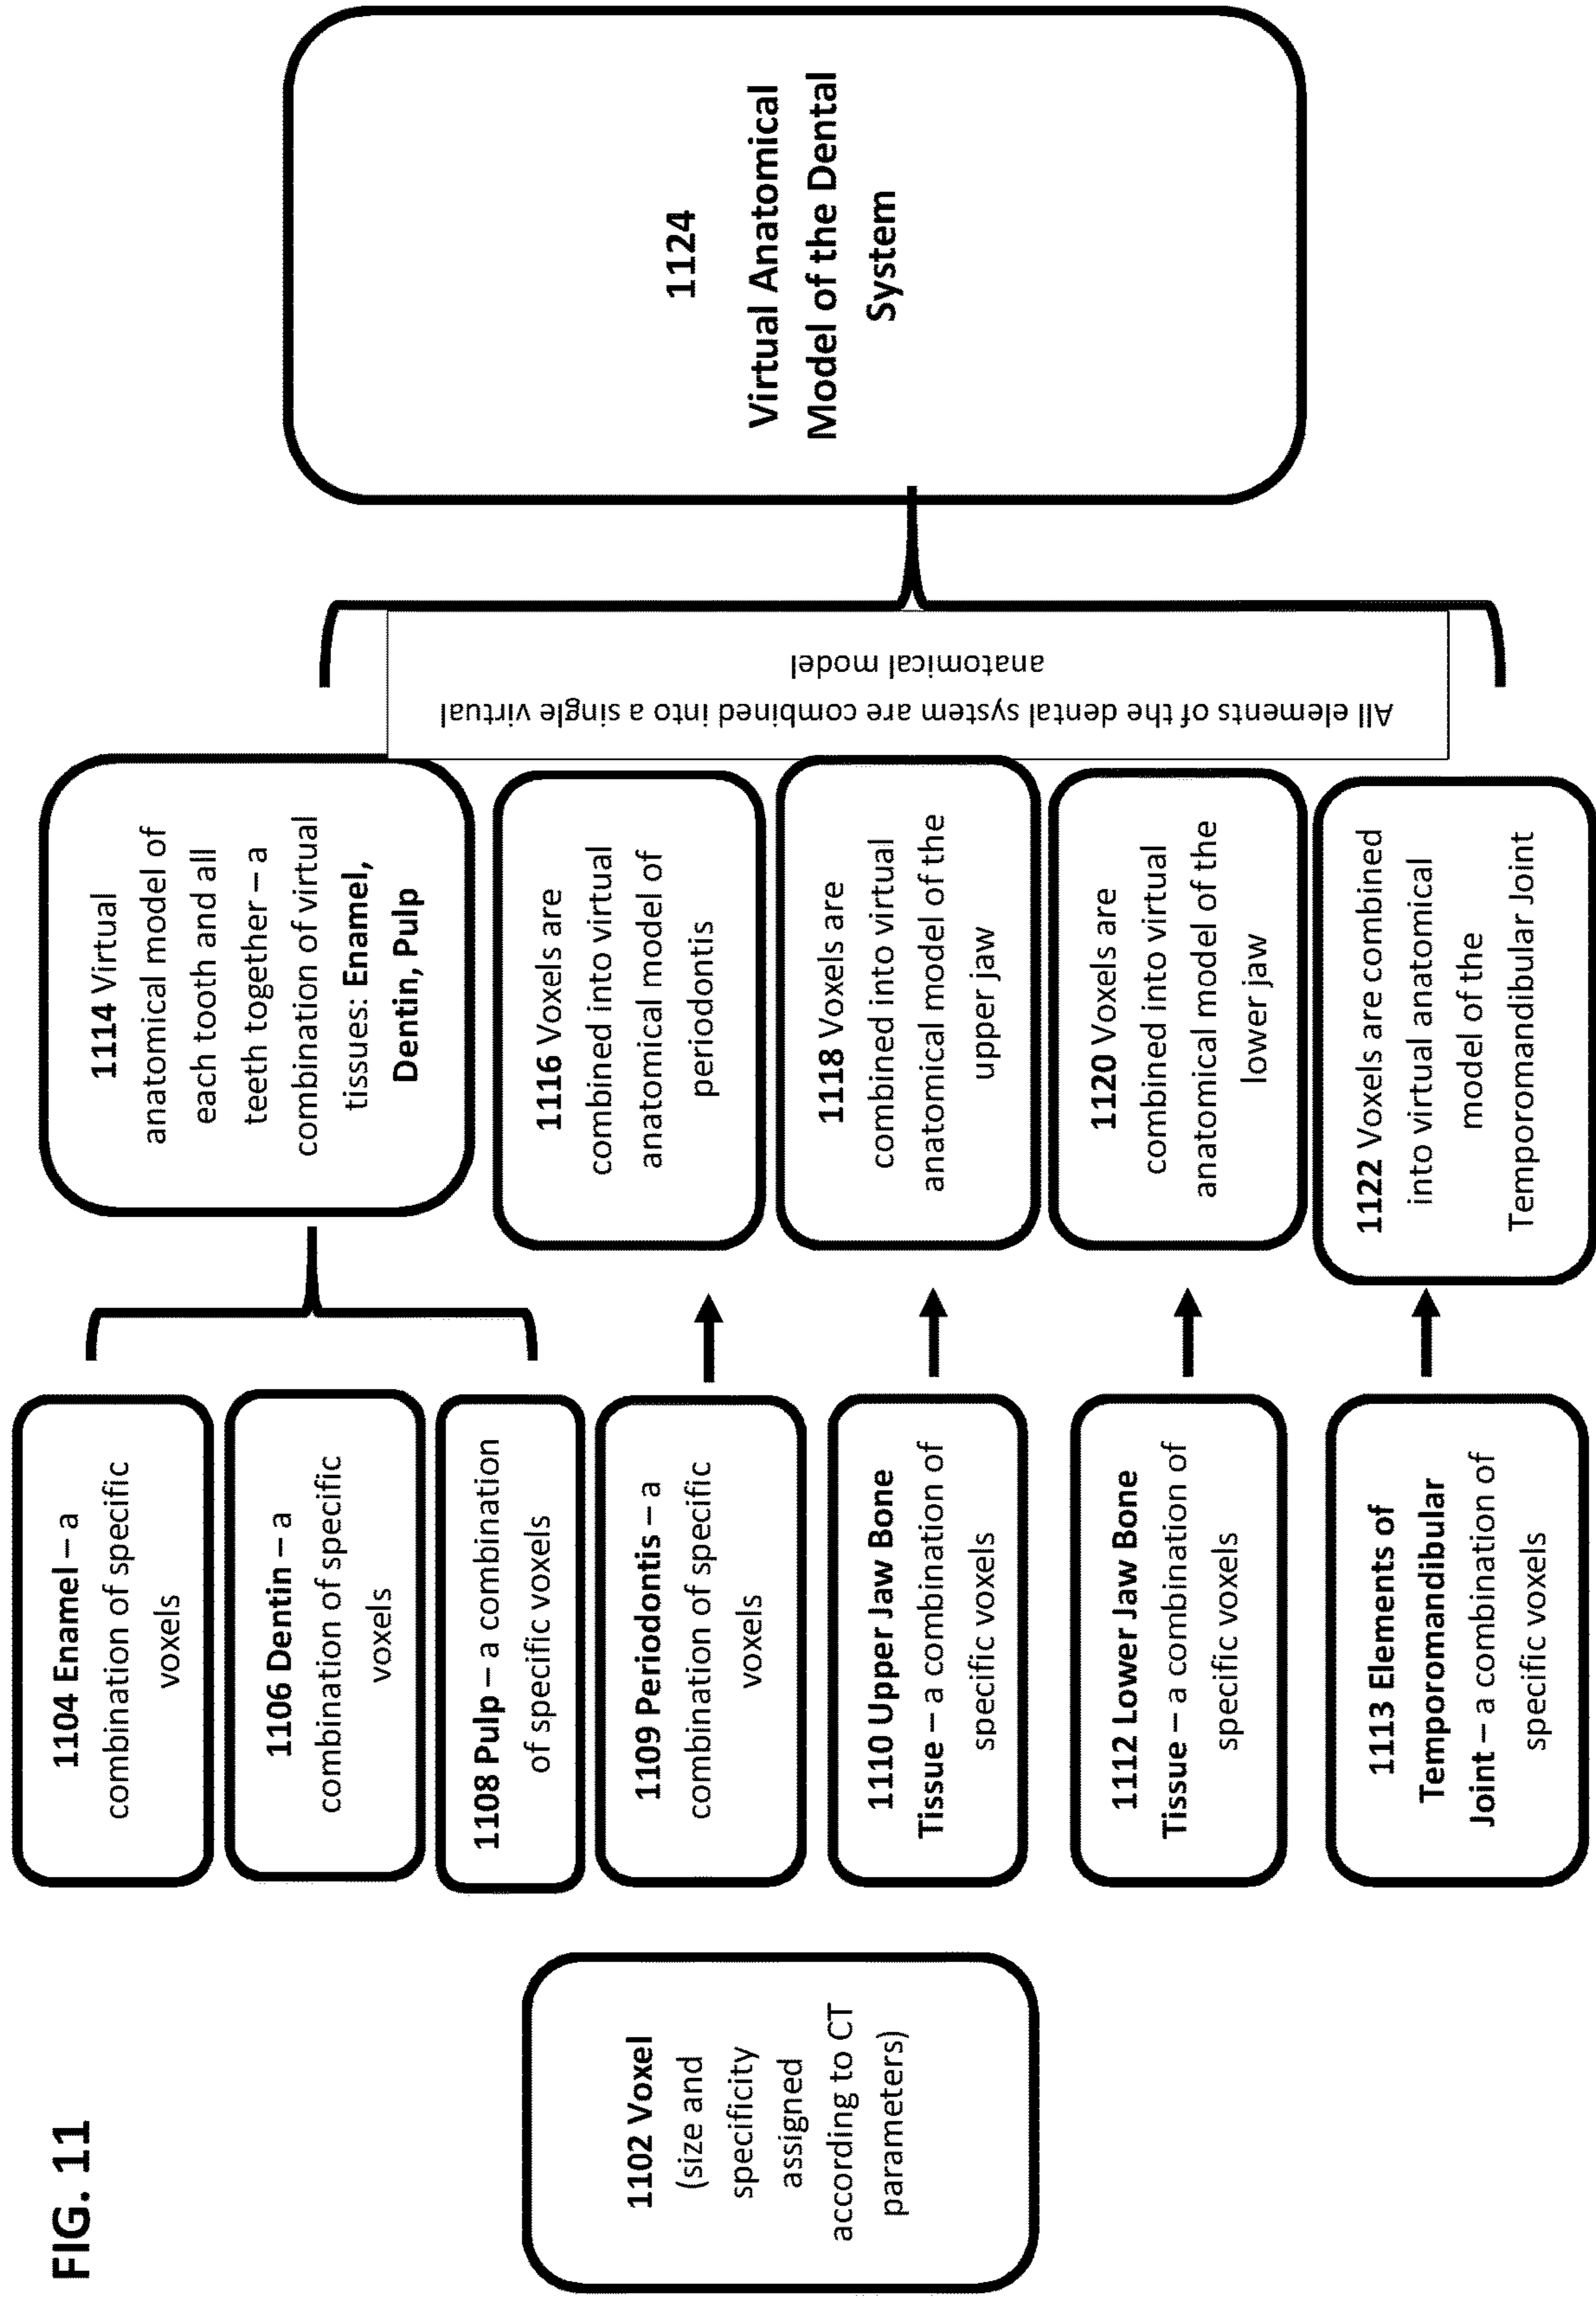 FIG. 11
1102 Voxel
(size and
specificity
assigned
according to CT
parameters)
1104 Enamel – a
combination of specific
voxels
1106 Dentin – a
combination of specific
voxels
1108 Pulp – a combination
of specific voxels
1109 Periodontis – a
combination of specific
voxels
1110 Upper Jaw Bone
Tissue – a combination of
specific voxels
1112 Lower Jaw Bone
Tissue – a combination of
specific voxels
1113 Elements of
Temporomandibular
Joint – a combination of
specific voxels
1114 Virtual
anatomical model of
each tooth and all
teeth together – a
combination of virtual
tissues: Enamel,
Dentin, Pulp
1116 Voxels are
combined into virtual
anatomical model of
periodontis
1118 Voxels are
combined into virtual
anatomical model of the
upper jaw
1120 Voxels are
combined into virtual
anatomical model of the
lower jaw
1122 Voxels are combined
into virtual anatomical
model of the
Temporomandibular Joint
All elements of the dental system are combined into a single virtual
anatomical model
1124
Virtual Anatomical
Model of the Dental
System